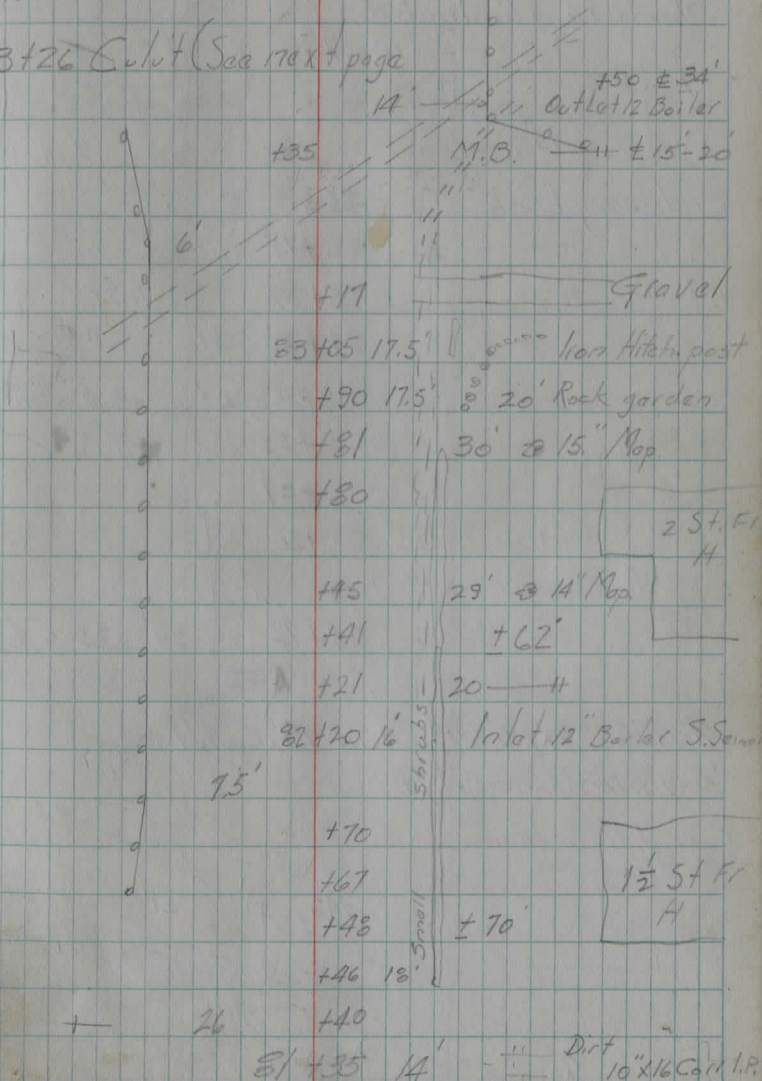 3+26 Culv't (See next page
+50 ± 34'
14' Outlet 12 Boiler
+35 M.B. —〃 ± 15'-20'
6'
+17 Gravel
83+05 17.5' Iron Hitch. post
+90 17.5' 20' Rock garden
+81 30' 15" Map.
+80
2 St. Fr
H
+45 29' 14" Map
+41 ±62'
+21 20 —〃
82+20 16' Inlet 12" Boiler S.
7.5'
+70
+67 1½ St Fr
H
+48 ±70'
Small Shrubs
+46 18'
26 +40
81+35 14' Dirt
10"x16 Corr I.P.